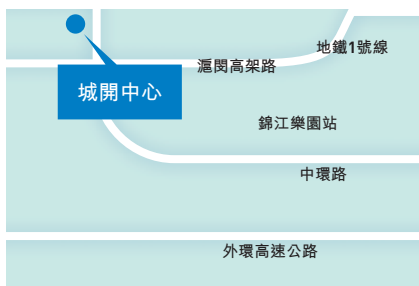 地鐵1號線
滬閔高架路
城開中心
錦江樂園站
中環路
外環高速公路